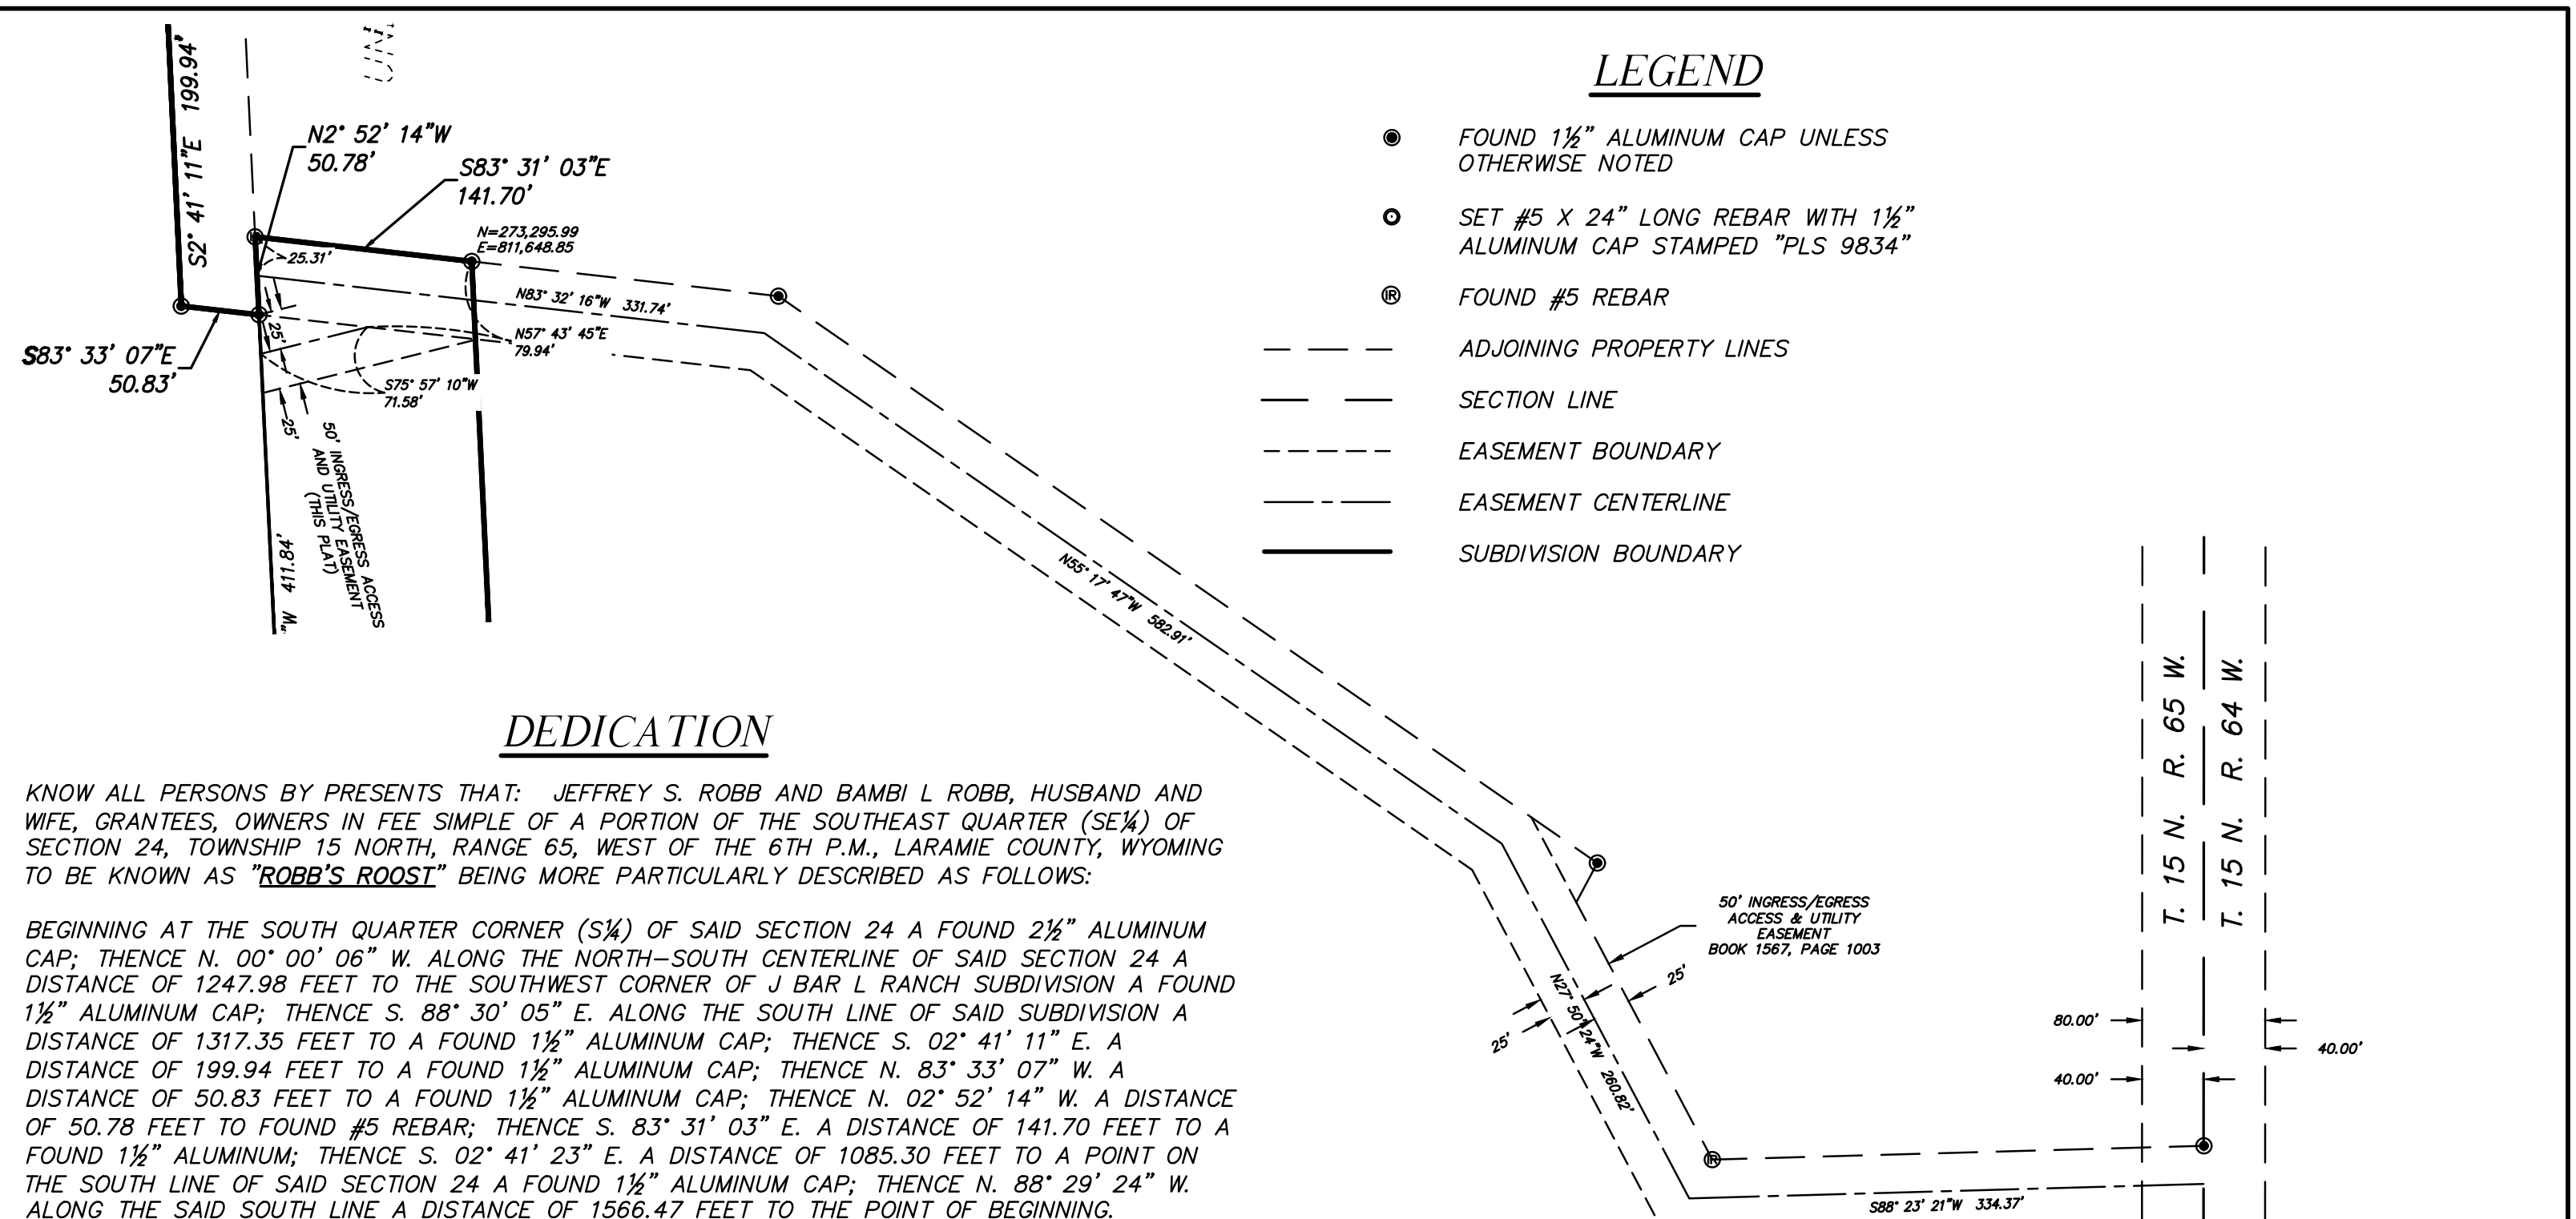 S2° 41' 11"E 199.94'
N2° 52' 14"W
50.78'
S83° 31' 03"E
141.70'
N=273,295.99
E=811,648.85
25.31'
N83° 32' 16"W 331.74'
N57° 43' 45"E
79.94'
25'
S83° 33' 07"E
50.83'
S75° 57' 10"W
71.58'
25'
50' INGRESS/EGRESS ACCESS
AND UTILITY EASEMENT
(THIS PLAT)
"W 411.84'
LEGEND
FOUND 1½" ALUMINUM CAP UNLESS
OTHERWISE NOTED
SET #5 X 24" LONG REBAR WITH 1½"
ALUMINUM CAP STAMPED "PLS 9834"
IR
FOUND #5 REBAR
ADJOINING PROPERTY LINES
SECTION LINE
EASEMENT BOUNDARY
EASEMENT CENTERLINE
SUBDIVISION BOUNDARY
N55° 17' 47"W 582.91'
DEDICATION
KNOW ALL PERSONS BY PRESENTS THAT: JEFFREY S. ROBB AND BAMBI L ROBB, HUSBAND AND
WIFE, GRANTEES, OWNERS IN FEE SIMPLE OF A PORTION OF THE SOUTHEAST QUARTER (SE¼) OF
SECTION 24, TOWNSHIP 15 NORTH, RANGE 65, WEST OF THE 6TH P.M., LARAMIE COUNTY, WYOMING
TO BE KNOWN AS "ROBB'S ROOST" BEING MORE PARTICULARLY DESCRIBED AS FOLLOWS:
BEGINNING AT THE SOUTH QUARTER CORNER (S¼) OF SAID SECTION 24 A FOUND 2½" ALUMINUM
CAP; THENCE N. 00° 00' 06" W. ALONG THE NORTH-SOUTH CENTERLINE OF SAID SECTION 24 A
DISTANCE OF 1247.98 FEET TO THE SOUTHWEST CORNER OF J BAR L RANCH SUBDIVISION A FOUND
1½" ALUMINUM CAP; THENCE S. 88° 30' 05" E. ALONG THE SOUTH LINE OF SAID SUBDIVISION A
DISTANCE OF 1317.35 FEET TO A FOUND 1½" ALUMINUM CAP; THENCE S. 02° 41' 11" E. A
DISTANCE OF 199.94 FEET TO A FOUND 1½" ALUMINUM CAP; THENCE N. 83° 33' 07" W. A
DISTANCE OF 50.83 FEET TO A FOUND 1½" ALUMINUM CAP; THENCE N. 02° 52' 14" W. A DISTANCE
OF 50.78 FEET TO FOUND #5 REBAR; THENCE S. 83° 31' 03" E. A DISTANCE OF 141.70 FEET TO A
FOUND 1½" ALUMINUM; THENCE S. 02° 41' 23" E. A DISTANCE OF 1085.30 FEET TO A POINT ON
THE SOUTH LINE OF SAID SECTION 24 A FOUND 1½" ALUMINUM CAP; THENCE N. 88° 29' 24" W.
ALONG THE SAID SOUTH LINE A DISTANCE OF 1566.47 FEET TO THE POINT OF BEGINNING.
50' INGRESS/EGRESS
ACCESS & UTILITY
EASEMENT
BOOK 1567, PAGE 1003
25'
25'
N27° 50' 24"W 260.82'
IR
S88° 23' 21"W 334.37'
T. 15 N. R. 65 W.
T. 15 N. R. 64 W.
80.00'
40.00'
40.00'